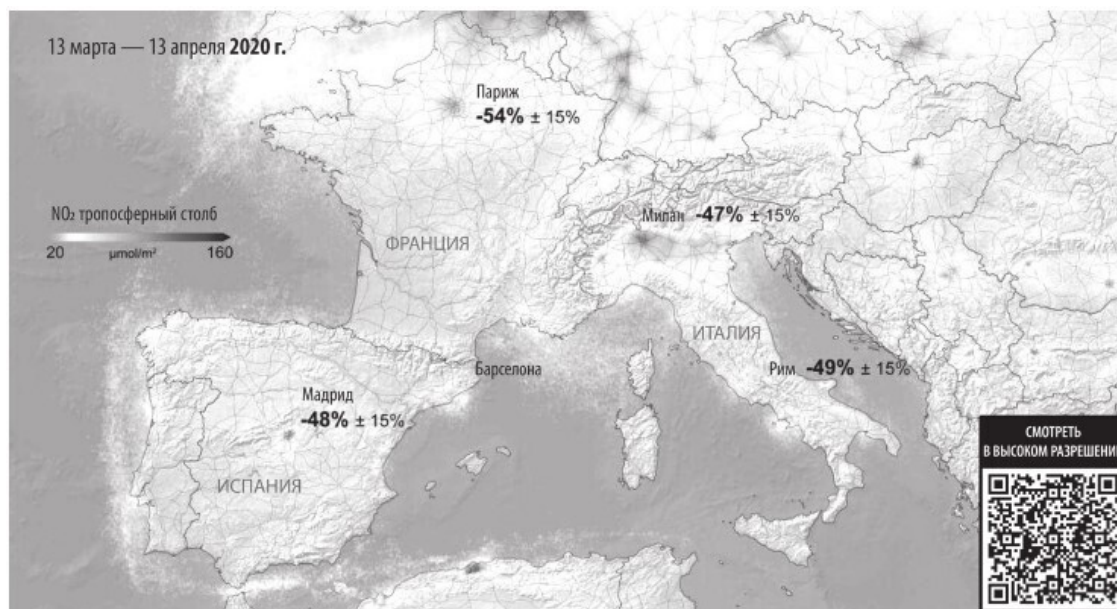 13 марта — 13 апреля 2020 г.
Париж
-54% ± 15%
NO₂ тропосферный столб
20 μmol/m² 160
ФРАНЦИЯ
Милан -47% ± 15%
ИТАЛИЯ
Барселона
Рим -49% ± 15%
Мадрид
-48% ± 15%
ИСПАНИЯ
СМОТРЕТЬ
В ВЫСОКОМ РАЗРЕШЕНИИ